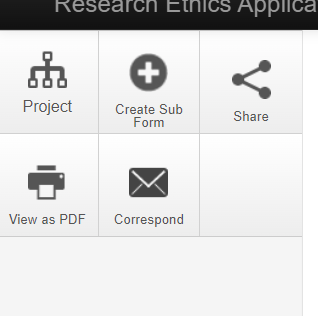 Research Ethics Applica
Project
Create Sub
Form
Share
View as PDF
Correspond